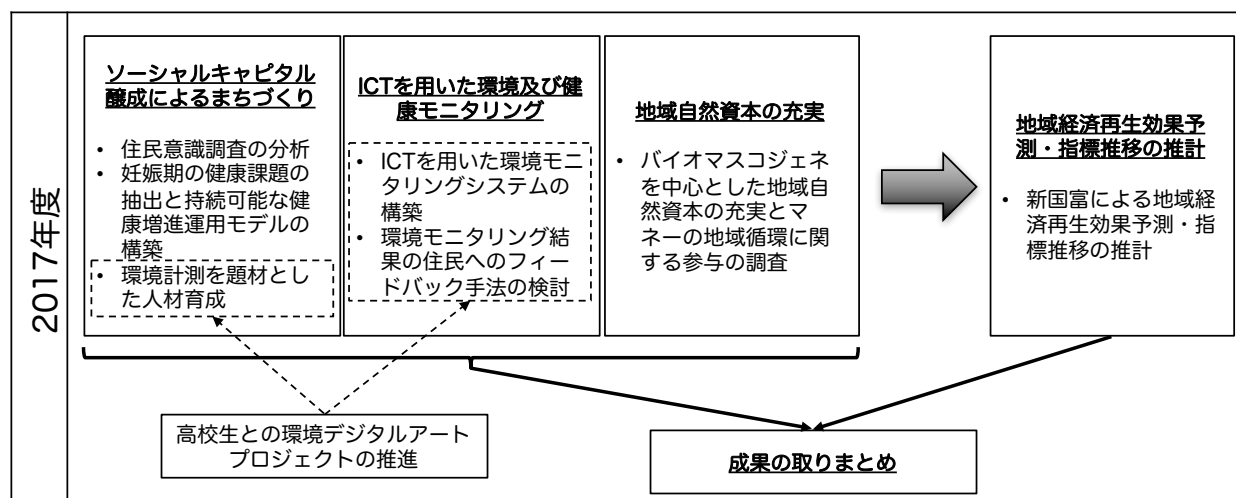 2017年度
ソーシャルキャピタル
醸成によるまちづくり
• 住民意識調査の分析
• 妊娠期の健康課題の
抽出と持続可能な健
康増進運用モデルの
構築
• 環境計測を題材とし
た人材育成
ICTを用いた環境及び健
康モニタリング
• ICTを用いた環境モニ
タリングシステムの
構築
• 環境モニタリング結
果の住民へのフィー
ドバック手法の検討
地域自然資本の充実
• バイオマスコジェネ
を中心とした地域自
然資本の充実とマ
ネーの地域循環に関
する参与の調査
地域経済再生効果予
測・指標推移の推計
• 新国富による地域経
済再生効果予測・指
標推移の推計
高校生との環境デジタルアート
プロジェクトの推進
成果の取りまとめ